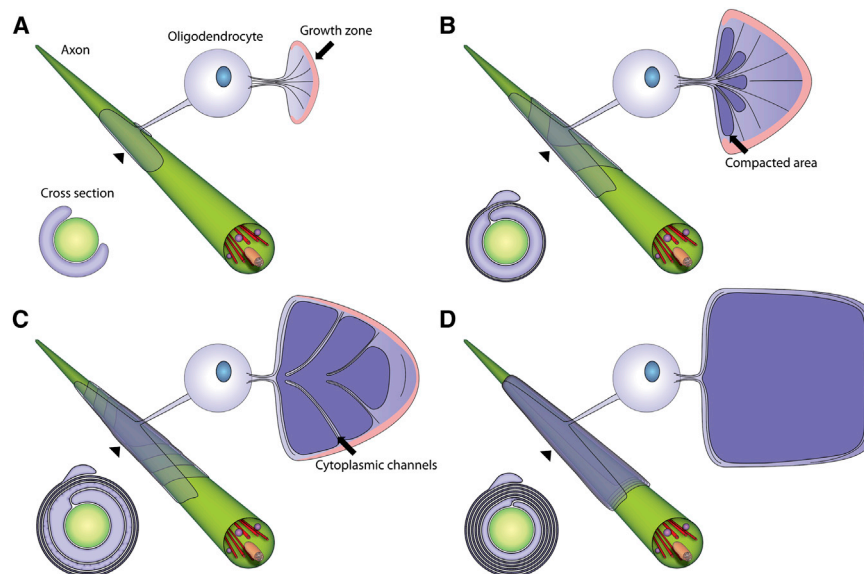 A
Axon
Oligodendrocyte
Growth zone
Cross section
B
Compacted area
C
Cytoplasmic channels
D